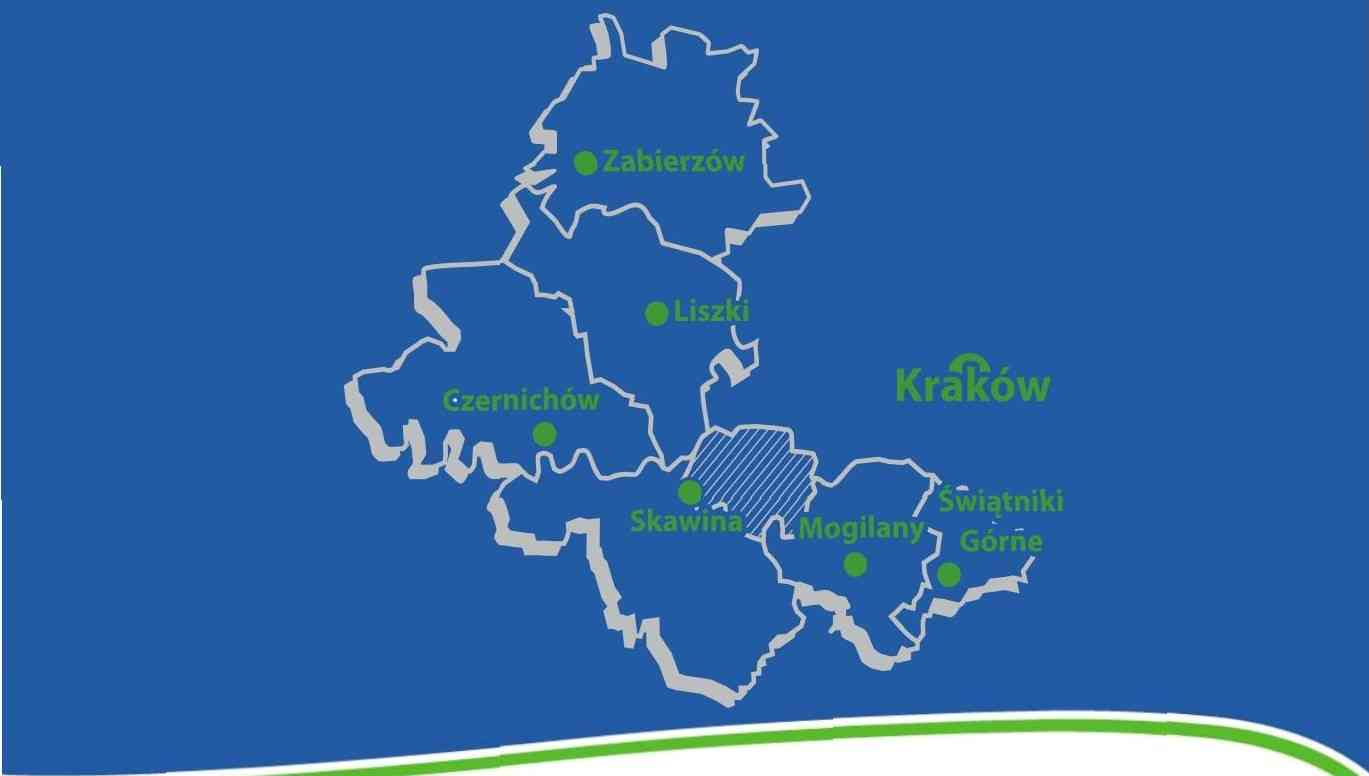 Zabierzów
Liszki
Kraków
Czernichów
Świątniki
Górne
Skawina
Mogilany